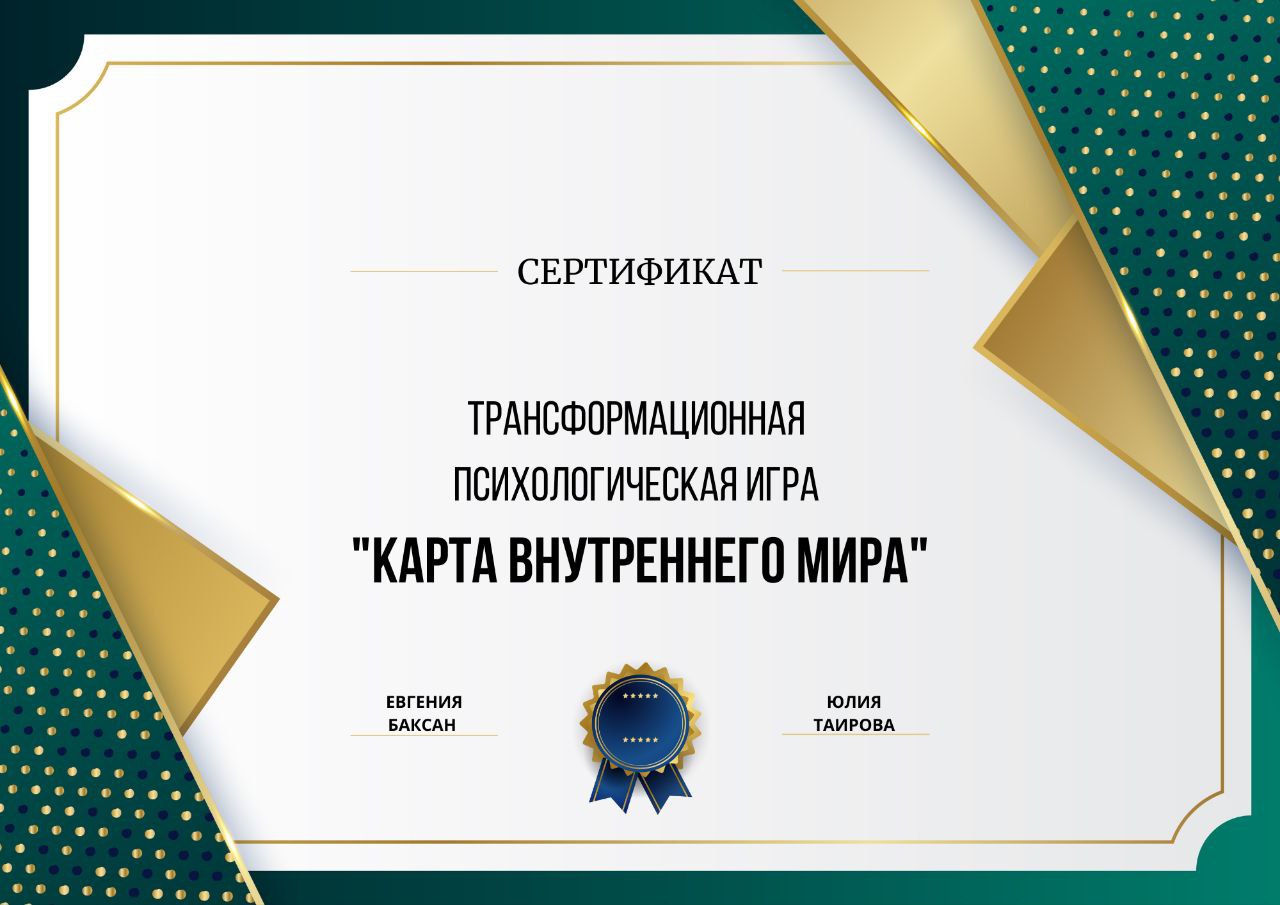 СЕРТИФИКАТ
ТРАНСФОРМАЦИОННАЯ
ПСИХОЛОГИЧЕСКАЯ ИГРА
"КАРТА ВНУТРЕННЕГО МИРА"
ЕВГЕНИЯ
БАКСАН
ЮЛИЯ
ТАИРОВА